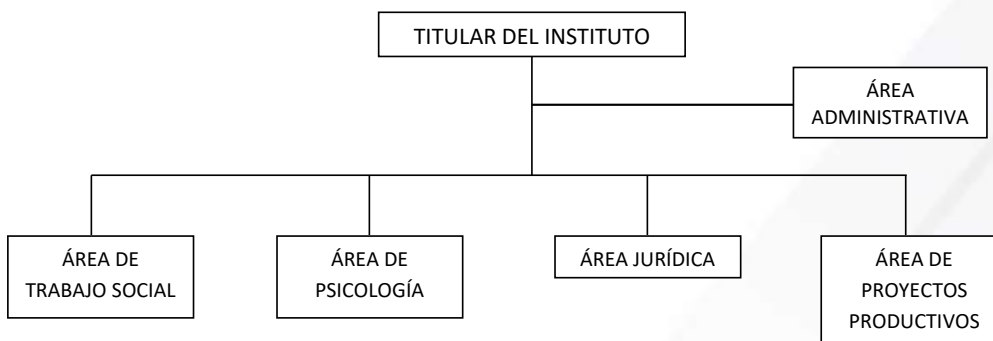 TITULAR DEL INSTITUTO
ÁREA
ADMINISTRATIVA
ÁREA DE
TRABAJO SOCIAL
ÁREA DE
PSICOLOGÍA
ÁREA JURÍDICA
ÁREA DE
PROYECTOS
PRODUCTIVOS